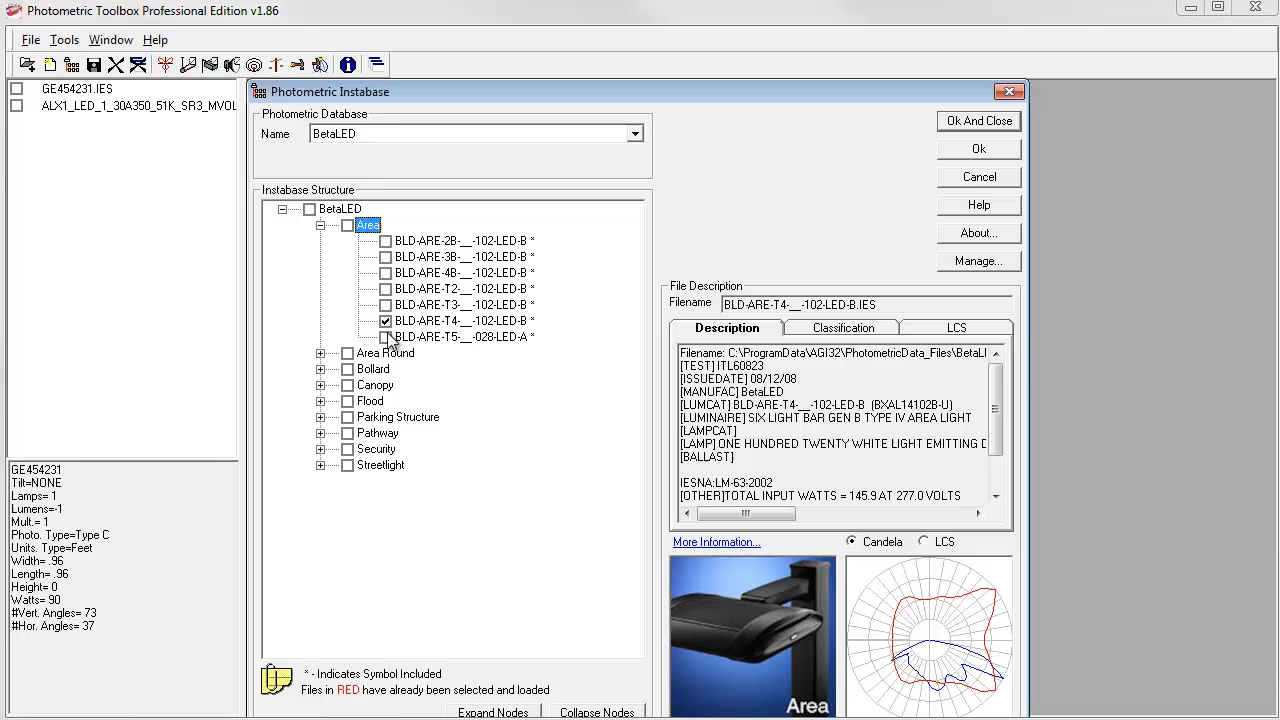 Photometric Toolbox Professional Edition v1.86
File Tools Window Help
GE454231.IES
ALX1_LED_1_30A350_51K_SR3_MVOL
Photometric Instabase
Photometric Database
Name BetaLED
Instabase Structure
BetaLED
Area
BLD-ARE-2B-__-102-LED-B *
BLD-ARE-3B-__-102-LED-B *
BLD-ARE-4B-__-102-LED-B *
BLD-ARE-T2-__-102-LED-B *
BLD-ARE-T3-__-102-LED-B *
BLD-ARE-T4-__-102-LED-B *
BLD-ARE-T5-__-028-LED-A *
Area Round
Bollard
Canopy
Flood
Parking Structure
Pathway
Security
Streetlight
* - Indicates Symbol Included
Files in RED have already been selected and loaded
Expand Nodes Collapse Nodes
Ok And Close
Ok
Cancel
Help
About...
Manage...
File Description
Filename BLD-ARE-T4-__-102-LED-B.IES
Description Classification LCS
Filename: C:\ProgramData\AGI32\PhotometricData_Files\BetaLE
[TEST] ITL60823
[ISSUEDATE] 08/12/08
[MANUFAC] BetaLED
[LUMCAT] BLD-ARE-T4-__-102-LED-B (BXAL14102B-U)
[LUMINAIRE] SIX LIGHT BAR GEN B TYPE IV AREA LIGHT
[LAMPCAT]
[LAMP] ONE HUNDRED TWENTY WHITE LIGHT EMITTING D
[BALLAST]
IESNA:LM-63-2002
[OTHER]TOTAL INPUT WATTS = 145.9 AT 277.0 VOLTS
More Information... Candela LCS
Area
GE454231
Tilt=NONE
Lamps= 1
Lumens=-1
Mult.= 1
Photo. Type=Type C
Units. Type=Feet
Width= .96
Length= .96
Height= 0
Watts= 90
#Vert. Angles= 73
#Hor. Angles= 37